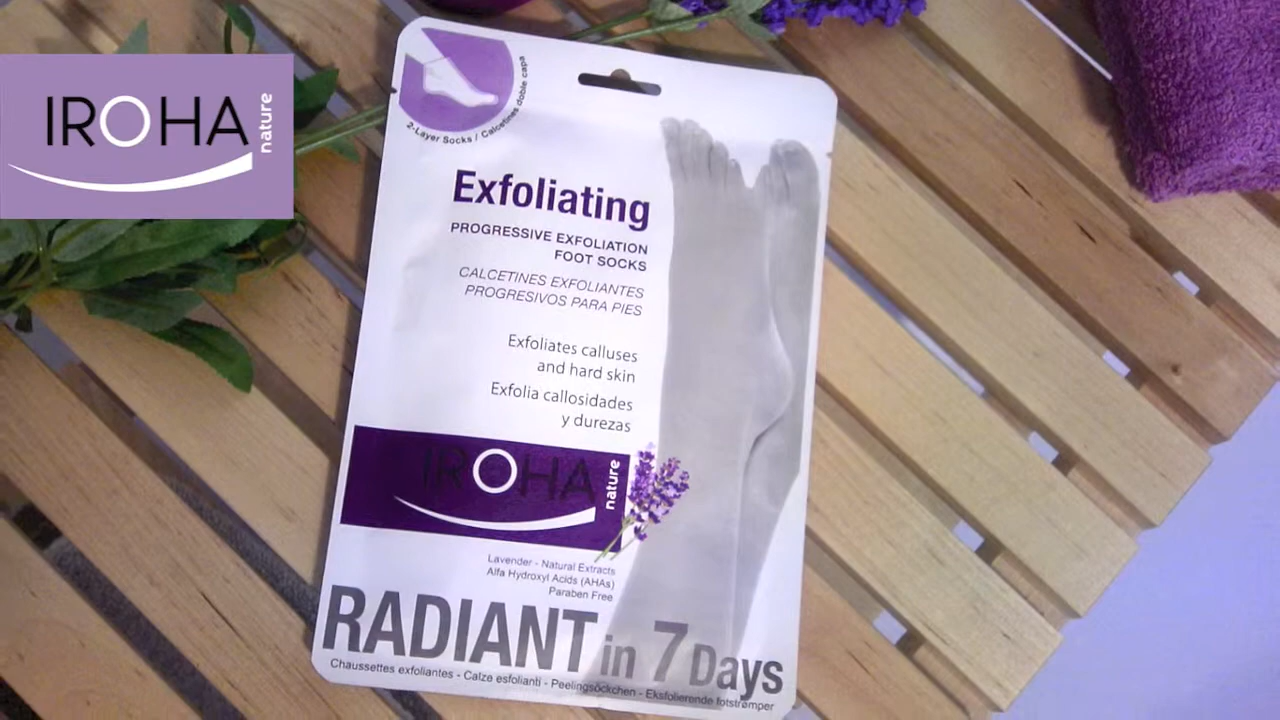 IROHA
nature
2-Layer Socks / Calcetines doble capa
Exfoliating
PROGRESSIVE EXFOLIATION
FOOT SOCKS
CALCETINES EXFOLIANTES
PROGRESIVOS PARA PIES
Exfoliates calluses
and hard skin
Exfolia callosidades
y durezas
IROHA
nature
Lavender - Natural Extracts
Alfa Hydroxyl Acids (AHAs)
Paraben Free
RADIANT in 7 Days
Chaussettes exfoliantes - Calze esfolianti - Peelingsöckchen - Eksfolierende fotstrømper